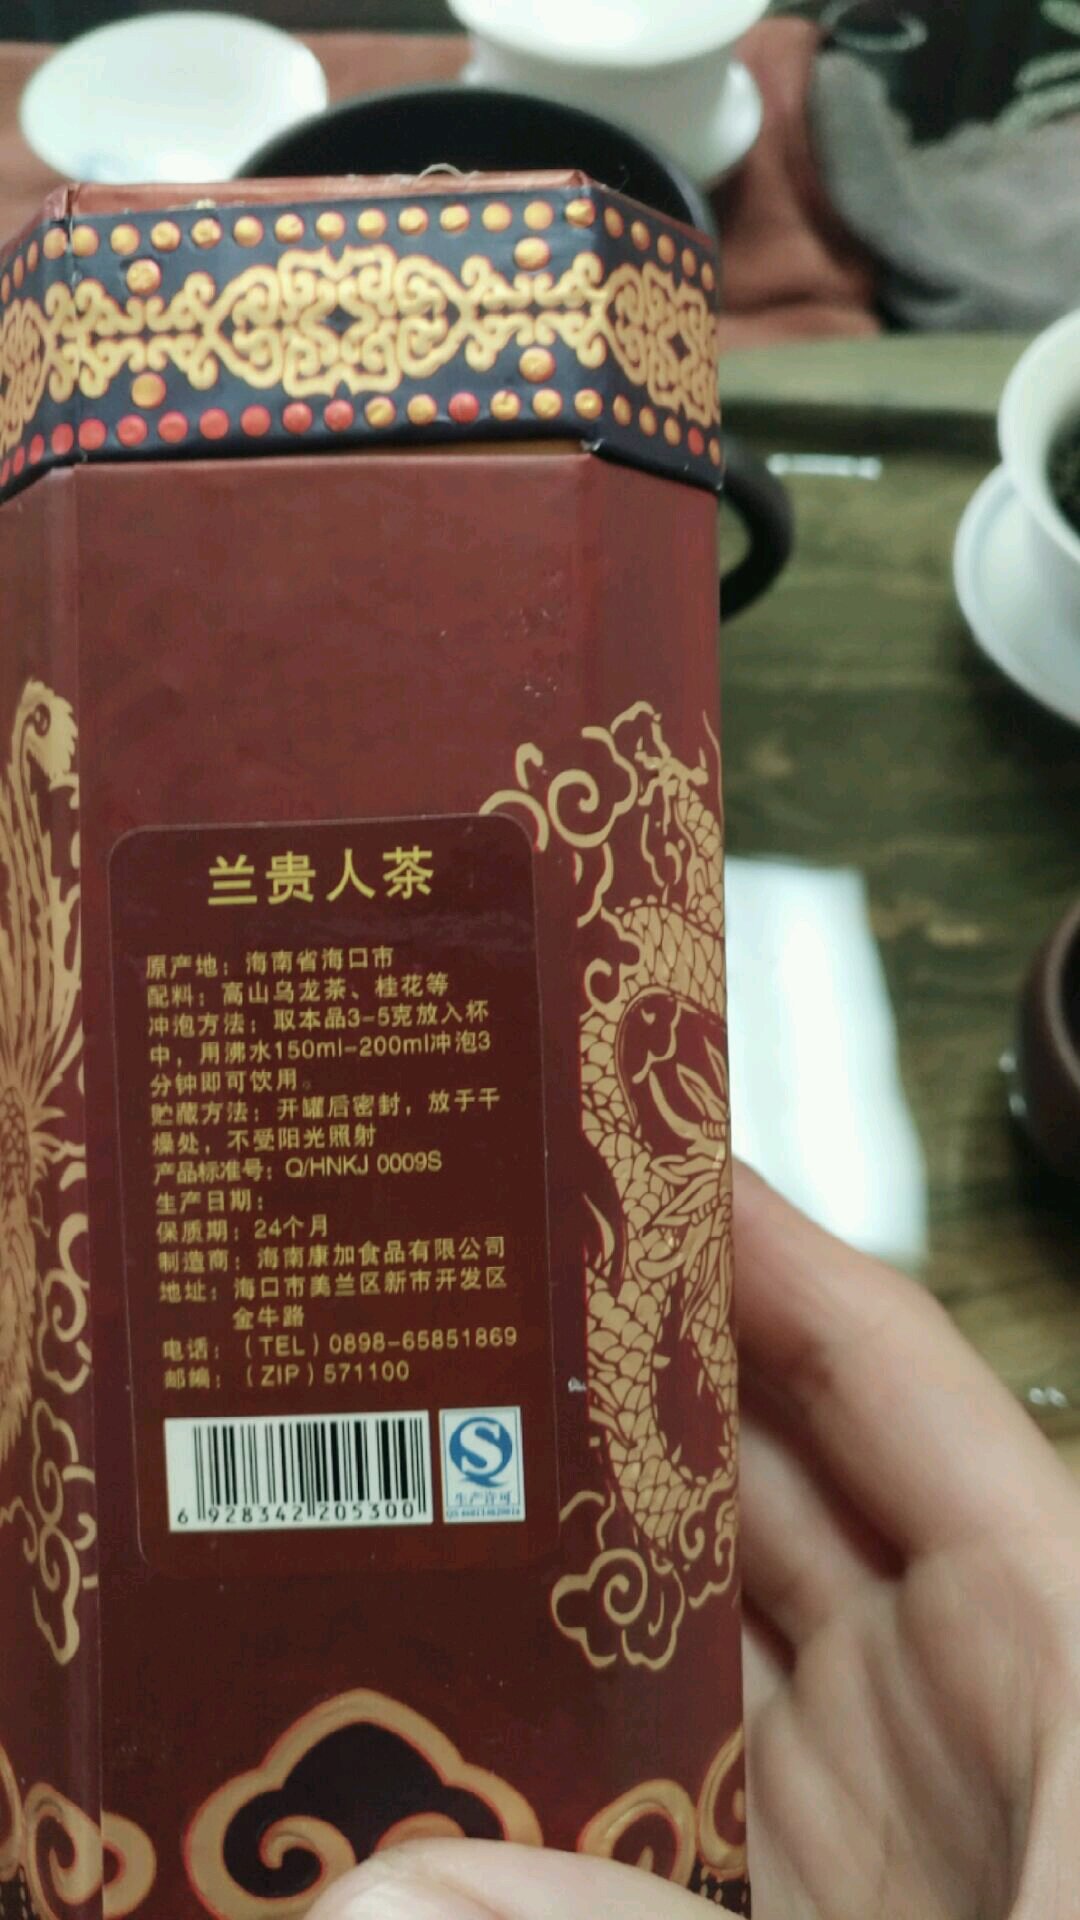 兰贵人茶
原产地：海南省海口市
配料：高山乌龙茶、桂花等
冲泡方法：取本品3-5克放入杯
中，用沸水150ml-200ml冲泡3
分钟即可饮用。
贮藏方法：开罐后密封，放于干
燥处，不受阳光照射
产品标准号：Q/HNKJ 0009S
生产日期：
保质期：24个月
制造商：海南康加食品有限公司
地址：海口市美兰区新市开发区
金牛路
电话：（TEL）0898-65851869
邮编：（ZIP）571100
6 928342 205300
生产许可